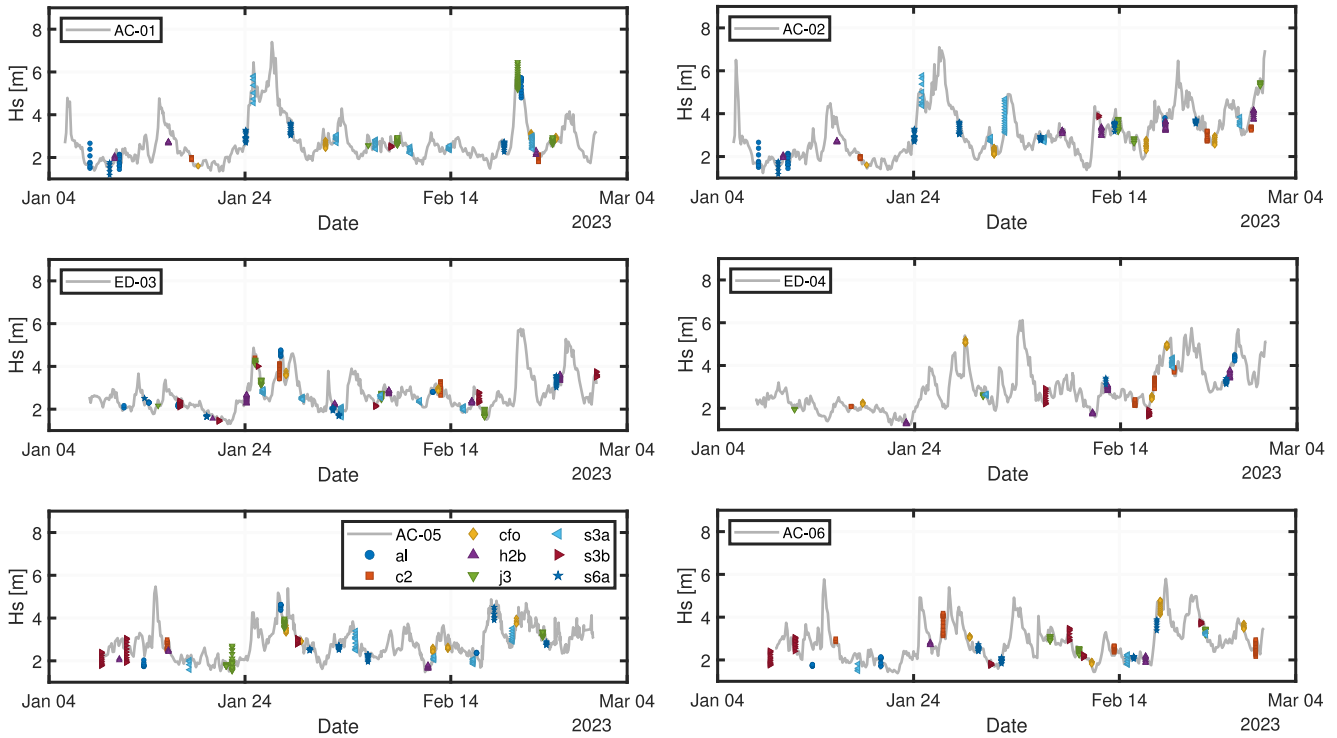 8
6
4
2
Hs [m]
AC-01
Jan 04
Jan 24
Feb 14
Mar 04
Date
2023
8
6
4
2
Hs [m]
AC-02
Jan 04
Jan 24
Feb 14
Mar 04
Date
2023
8
6
4
2
Hs [m]
ED-03
Jan 04
Jan 24
Feb 14
Mar 04
Date
2023
8
6
4
2
Hs [m]
ED-04
Jan 04
Jan 24
Feb 14
Mar 04
Date
2023
8
6
4
2
Hs [m]
AC-05 cfo s3a
al h2b s3b
c2 j3 s6a
Jan 04
Jan 24
Feb 14
Mar 04
Date
2023
8
6
4
2
Hs [m]
AC-06
Jan 04
Jan 24
Feb 14
Mar 04
Date
2023